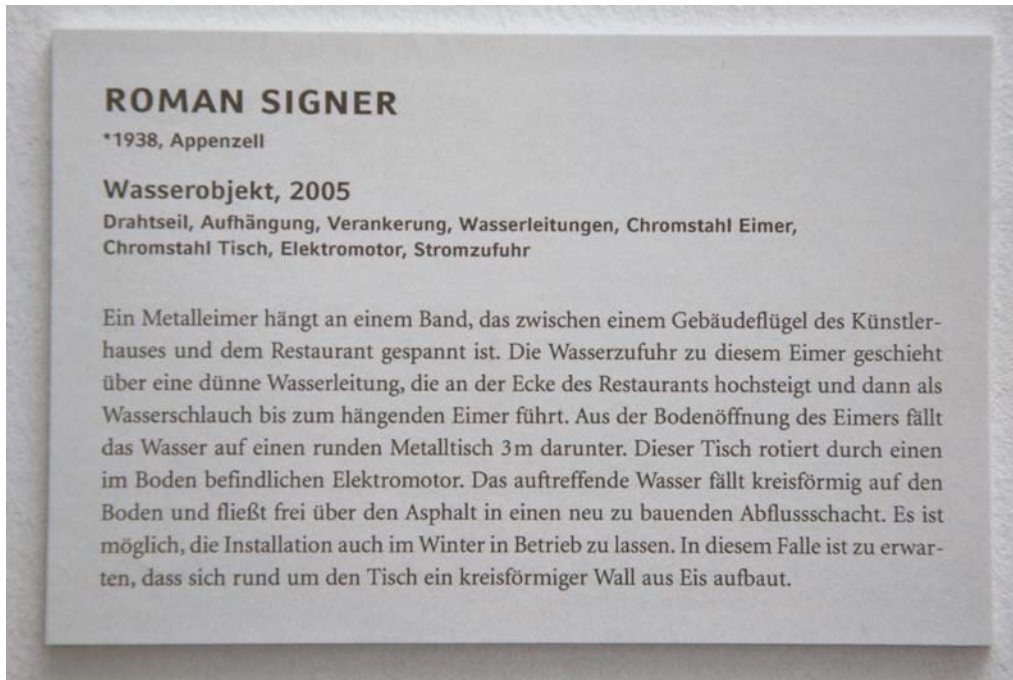 ROMAN SIGNER
*1938, Appenzell
Wasserobjekt, 2005
Drahtseil, Aufhängung, Verankerung, Wasserleitungen, Chromstahl Eimer,
Chromstahl Tisch, Elektromotor, Stromzufuhr
Ein Metalleimer hängt an einem Band, das zwischen einem Gebäudeflügel des Künstler-
hauses und dem Restaurant gespannt ist. Die Wasserzufuhr zu diesem Eimer geschieht
über eine dünne Wasserleitung, die an der Ecke des Restaurants hochsteigt und dann als
Wasserschlauch bis zum hängenden Eimer führt. Aus der Bodenöffnung des Eimers fällt
das Wasser auf einen runden Metalltisch 3 m darunter. Dieser Tisch rotiert durch einen
im Boden befindlichen Elektromotor. Das auftreffende Wasser fällt kreisförmig auf den
Boden und fließt frei über den Asphalt in einen neu zu bauenden Abflussschacht. Es ist
möglich, die Installation auch im Winter in Betrieb zu lassen. In diesem Falle ist zu erwar-
ten, dass sich rund um den Tisch ein kreisförmiger Wall aus Eis aufbaut.